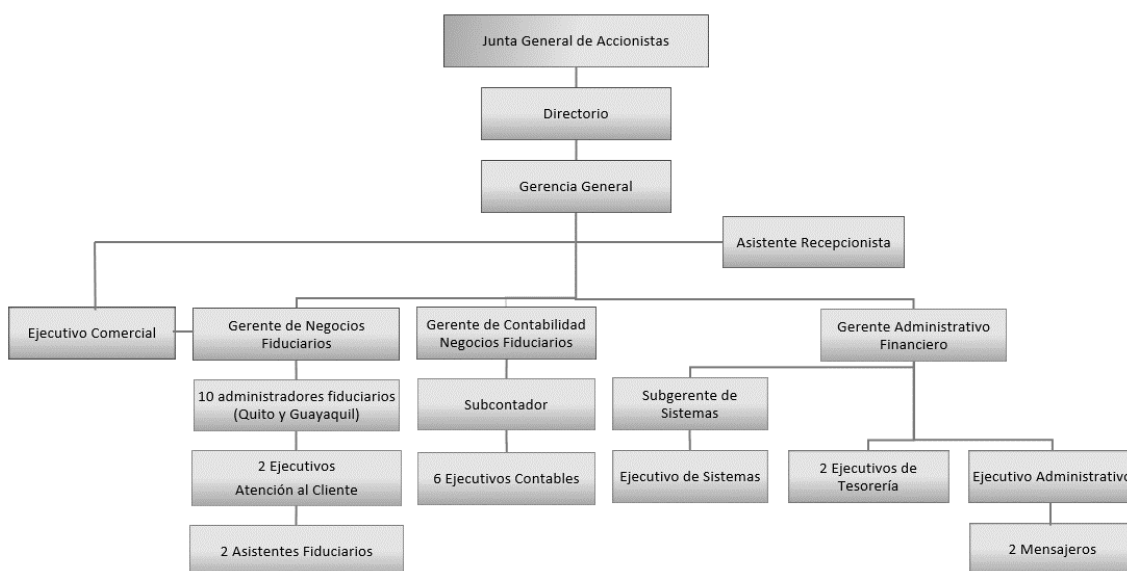 Junta General de Accionistas
Directorio
Gerencia General
Asistente Recepcionista
Ejecutivo Comercial
Gerente de Negocios
Fiduciarios
Gerente de Contabilidad
Negocios Fiduciarios
Gerente Administrativo
Financiero
10 administradores fiduciarios
(Quito y Guayaquil)
Subcontador
Subgerente de
Sistemas
2 Ejecutivos
Atención al Cliente
6 Ejecutivos Contables
Ejecutivo de Sistemas
2 Ejecutivos de
Tesorería
Ejecutivo Administrativo
2 Asistentes Fiduciarios
2 Mensajeros